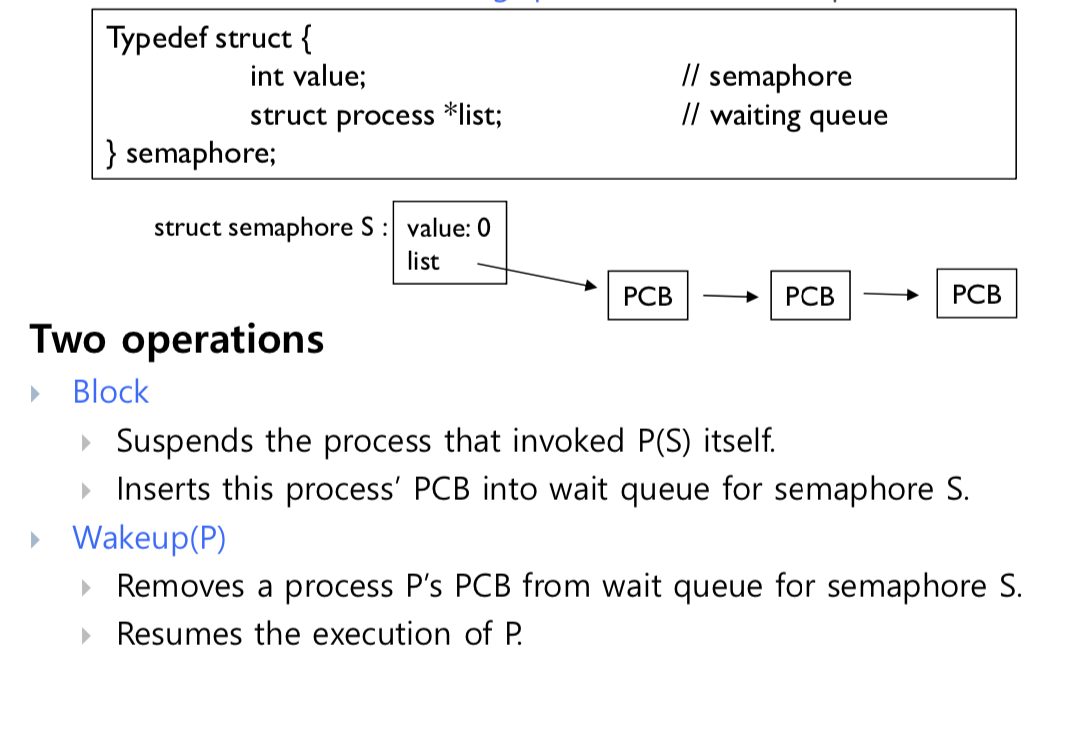 Typedef struct {
int value; // semaphore
struct process *list; // waiting queue
} semaphore;
struct semaphore S : value: 0
list
PCB PCB PCB
Two operations
Block
Suspends the process that invoked P(S) itself.
Inserts this process’ PCB into wait queue for semaphore S.
Wakeup(P)
Removes a process P’s PCB from wait queue for semaphore S.
Resumes the execution of P.